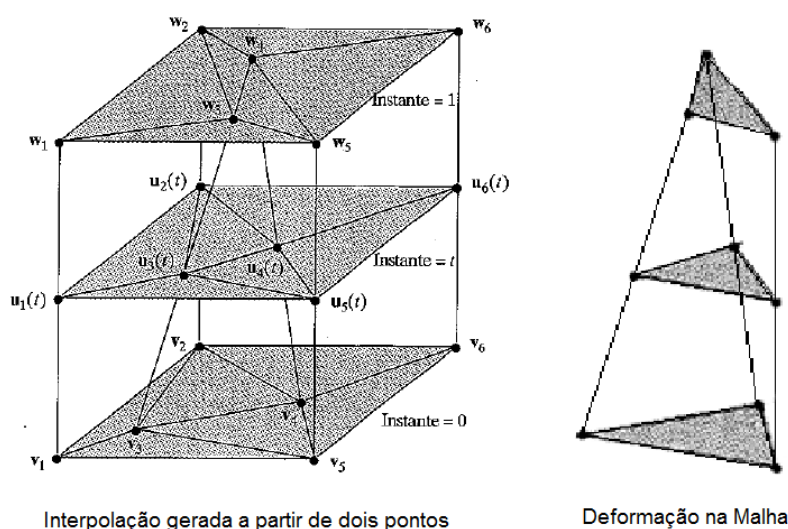 w₂
w₆
w₄
w₃
Instante = 1
w₁
w₅
u₂(t)
u₆(t)
u₃(t)
u₄(t)
Instante = t
u₁(t)
u₅(t)
v₂
v₆
v₃
Instante = 0
v₁
v₅
Interpolação gerada a partir de dois pontos
Deformação na Malha